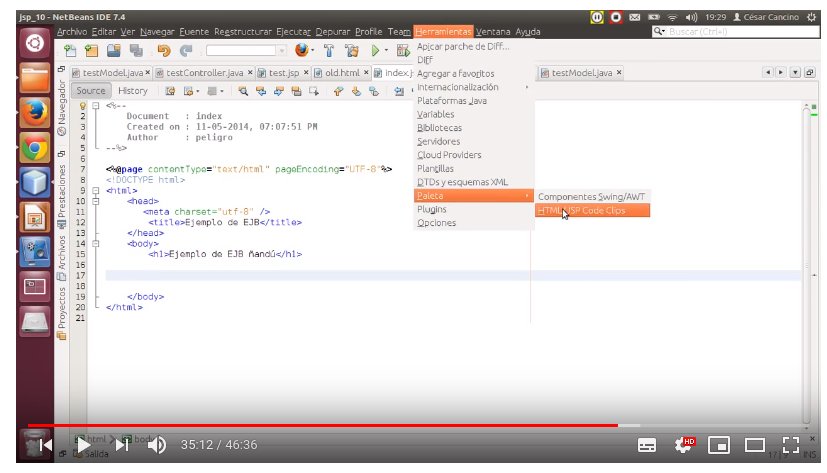 jsp_10 - NetBeans IDE 7.4
19:29 César Cancino
Archivo Editar Ver Navegar Fuente Reestructurar Ejecutar Depurar Profile Team Herramientas Ventana Ayuda
Buscar (Ctrl+I)
testModel.java testController.java test.jsp old.html index.j
testModel.java
Source History
Navegador
Prestaciones
Archivos
Proyectos
<%--
2 Document : index
3 Created on : 11-05-2014, 07:07:51 PM
4 Author : peligro
5 --%>
6
7 <%@page contentType="text/html" pageEncoding="UTF-8"%>
8 <!DOCTYPE html>
9 <html>
10 <head>
11 <meta charset="utf-8" />
12 <title>Ejemplo de EJB</title>
13 </head>
14 <body>
15 <h1>Ejemplo de EJB ñandú</h1>
16
17
18
19 </body>
20 </html>
21
Aplicar parche de Diff...
Diff
Agregar a favoritos
Internacionalización
Plataformas Java
Variables
Bibliotecas
Servidores
Cloud Providers
Plantillas
DTDs y esquemas XML
Paleta
Plugins
Opciones
Componentes Swing/AWT
HTML/JSP Code Clips
html body
Salida
35:12 / 46:36
HD
INS